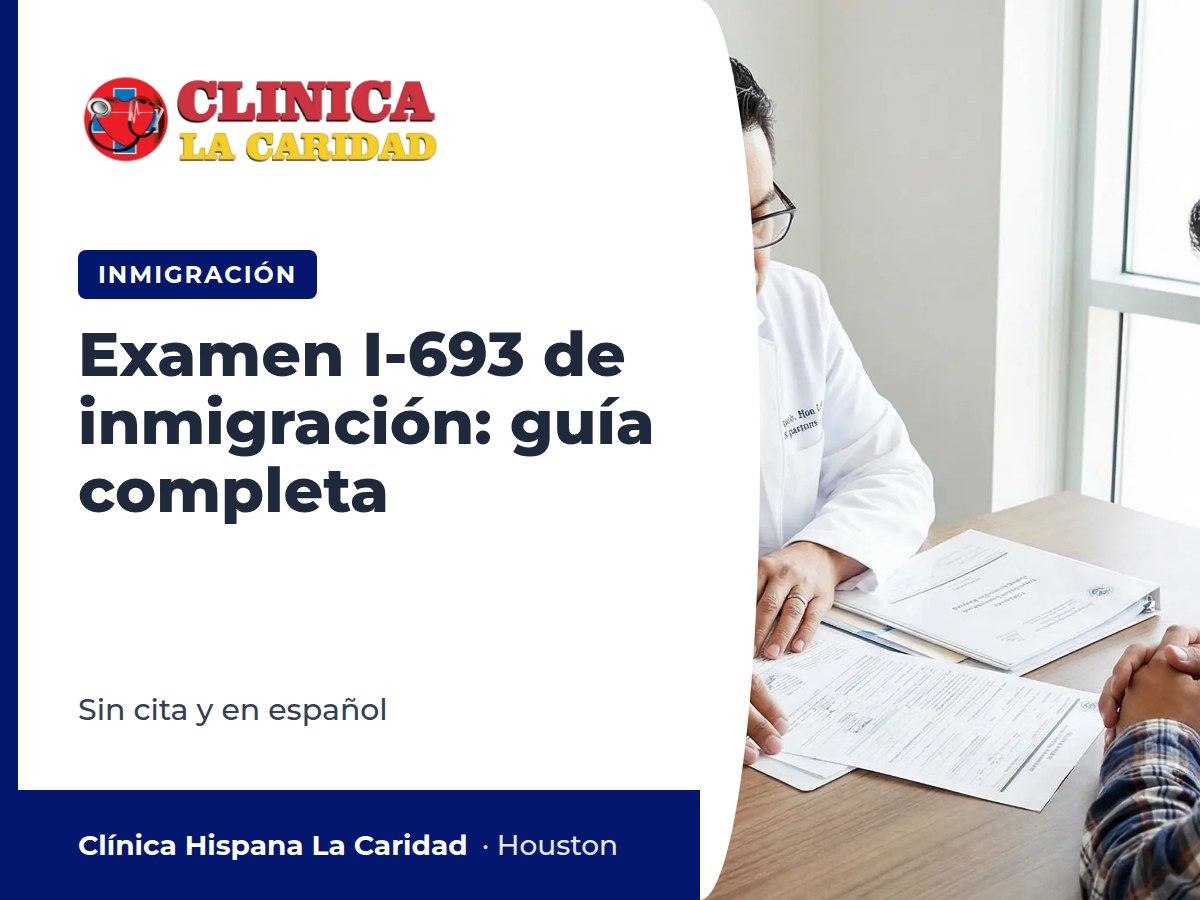 CLINICA
LA CARIDAD
INMIGRACIÓN
Examen I-693 de
inmigración: guía
completa
Sin cita y en español
Clínica Hispana La Caridad · Houston